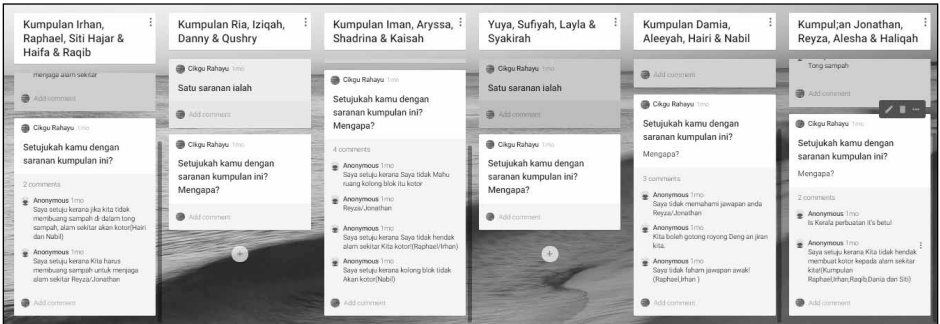 Kumpulan Irhan,
Raphael, Siti Hajar &
Haifa & Raqib
menjaga alam sekitar
Add comment
Cikgu Rahayu 1mo
Setujukah kamu dengan
saranan kumpulan ini?
2 comments
Anonymous 1mo
Saya setuju kerana jika kita tidak
membuang sampah di dalam tong
sampah, alam sekitar akan kotor(Hairi
dan Nabil)
Anonymous 1mo
Saya setuju kerana Kita harus
membuang sampah untuk menjaga
alam sekitar Reyza/Jonathan
Add comment
Kumpulan Ria, Iziqah,
Danny & Qushry
Cikgu Rahayu 1mo
Satu saranan ialah
Add comment
Cikgu Rahayu 1mo
Setujukah kamu dengan
saranan kumpulan ini?
Mengapa?
Add comment
Kumpulan Iman, Aryssa,
Shadrina & Kaisah
Cikgu Rahayu 1mo
Setujukah kamu dengan
saranan kumpulan ini?
Mengapa?
4 comments
Anonymous 1mo
Saya setuju kerana Saya tidak Mahu
ruang kolong blok itu kotor
Anonymous 1mo
Reyza/Jonathan
Anonymous 1mo
Saya setuju kerana Saya tidak hendak
alam sekitar Kita kotor!(Raphael/Irhan)
Anonymous 1mo
Saya setuju kerana kolong blok tidak
Akan kotor(Nabil)
Add comment
Yuya, Sufiyah, Layla &
Syakirah
Cikgu Rahayu 1mo
Satu saranan ialah
Add comment
Cikgu Rahayu 1mo
Setujukah kamu dengan
saranan kumpulan ini?
Mengapa?
Add comment
Kumpulan Damia,
Aleeyah, Hairi & Nabil
Add comment
Cikgu Rahayu 1mo
Setujukah kamu dengan
saranan kumpulan ini?
Mengapa?
3 comments
Anonymous 1mo
Saya tidak memahami jawapan anda
Reyza/Jonathan
Anonymous 1mo
Kita boleh gotong royong Deng an jiran
kita.
Anonymous 1mo
Saya tidak faham jawapan awak!
(Raphael,Irhan )
Add comment
Kumpul;an Jonathan,
Reyza, Alesha & Haliqah
Tong sampah
Add comment
Cikgu Rahayu 1mo
Setujukah kamu dengan
saranan kumpulan ini?
Mengapa?
2 comments
Anonymous 1mo
Is Kerala perbuatan it's betul
Anonymous 1mo
Saya setuju kerana Kita tidak hendak
membuat kotor kepada alam sekitar
kita!(Kumpulan
Raphael,Irhan,Raqib,Dania dan Siti)
Add comment